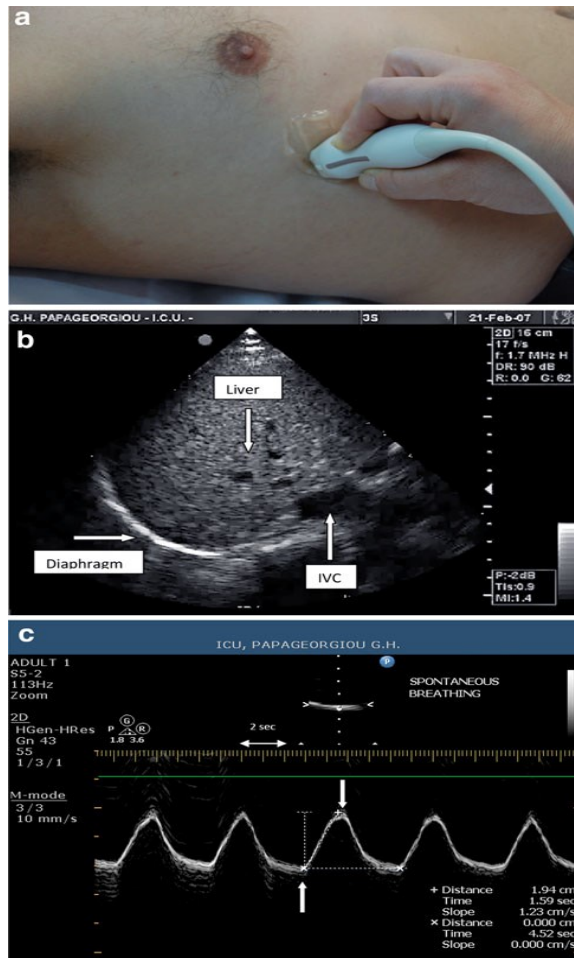 a
G.H. PAPAGEORGIOU - I.C.U. -
3S
21-Feb-07
b
2D 16 cm
17 f/s
f: 1.7 MHz H
DR: 90 dB
R: 0.0 G: 62
Liver
Diaphragm
IVC
P:-2dB
TIs:0.9
MI:1.4
c
ICU, PAPAGEORGIOU G.H.
ADULT 1
S5-2
113Hz
Zoom
P
SPONTANEOUS
BREATHING
2D
HGen-HRes
Gn 43
55
1/3/1
G
P R
1.8 3.6
2 sec
M-mode
3/3
10 mm/s
+ Distance 1.94 cm
Time 1.59 sec
Slope 1.23 cm/s
× Distance 0.000 cm
Time 4.52 sec
Slope 0.000 cm/s